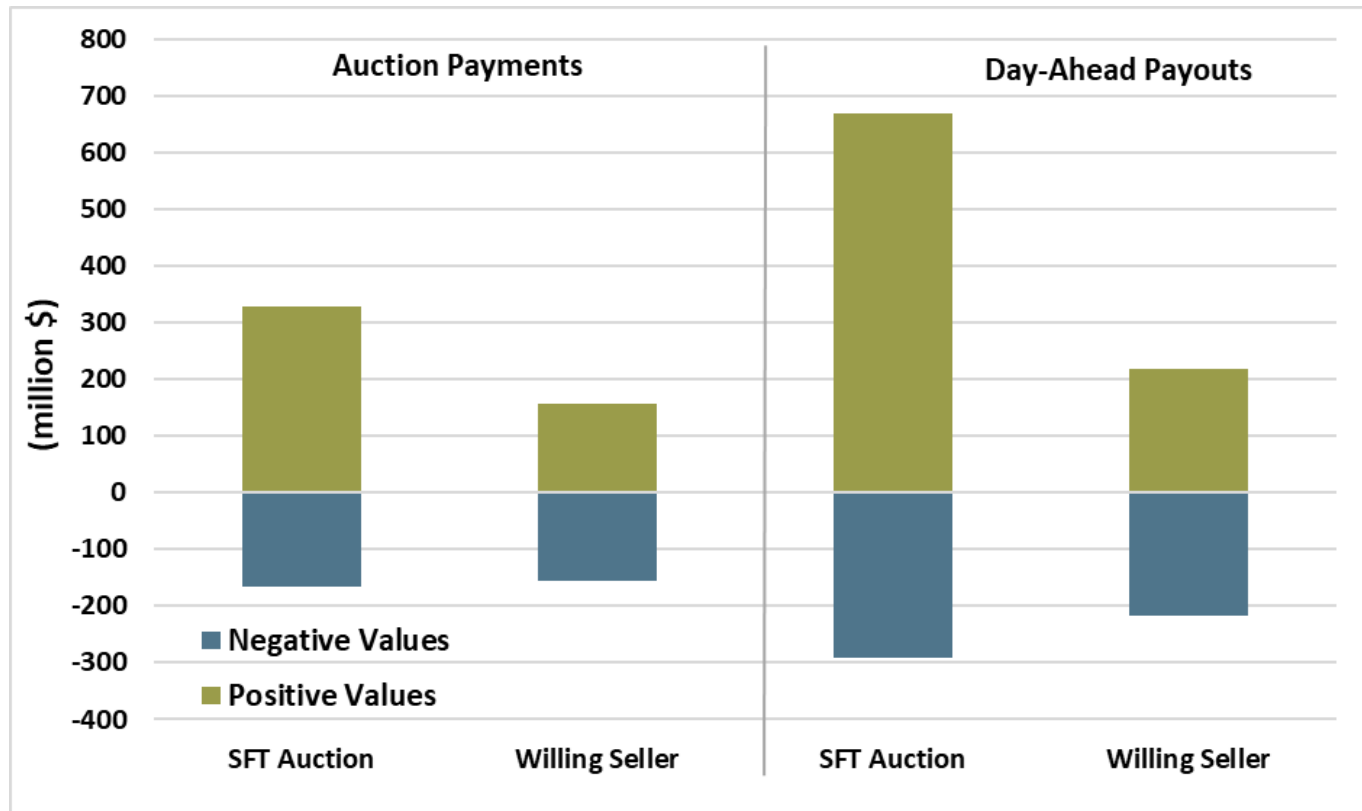 Auction Payments
Day-Ahead Payouts
(million $)
800
700
600
500
400
300
200
100
0
-100
-200
-300
-400
Negative Values
Positive Values
SFT Auction
Willing Seller
SFT Auction
Willing Seller